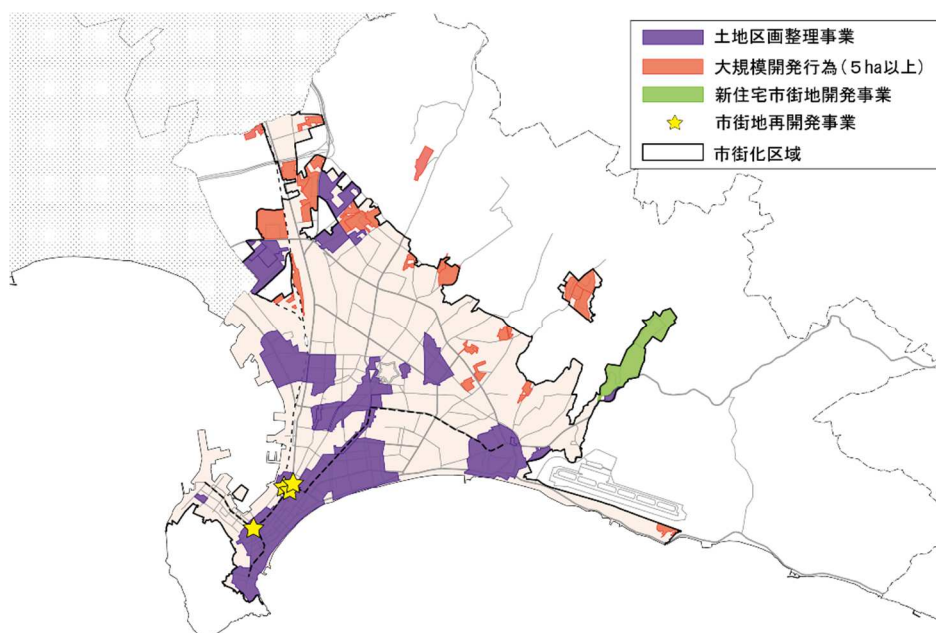 土地区画整理事業
大規模開発行為（５ha以上）
新住宅市街地開発事業
市街地再開発事業
市街化区域